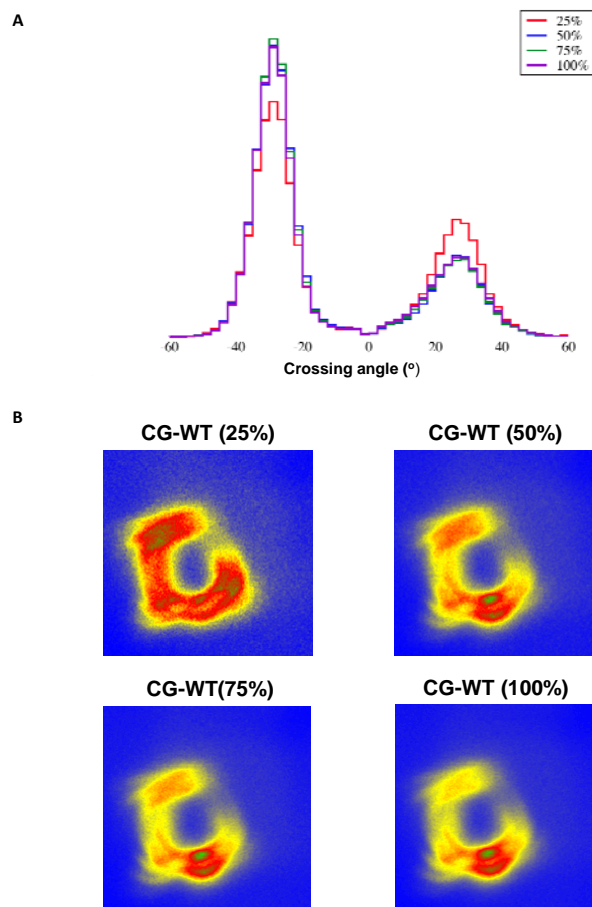 A
25%
50%
75%
100%
-60 -40 -20 0 20 40 60
Crossing angle (º)
B
CG-WT (25%) CG-WT (50%)
CG-WT(75%) CG-WT (100%)